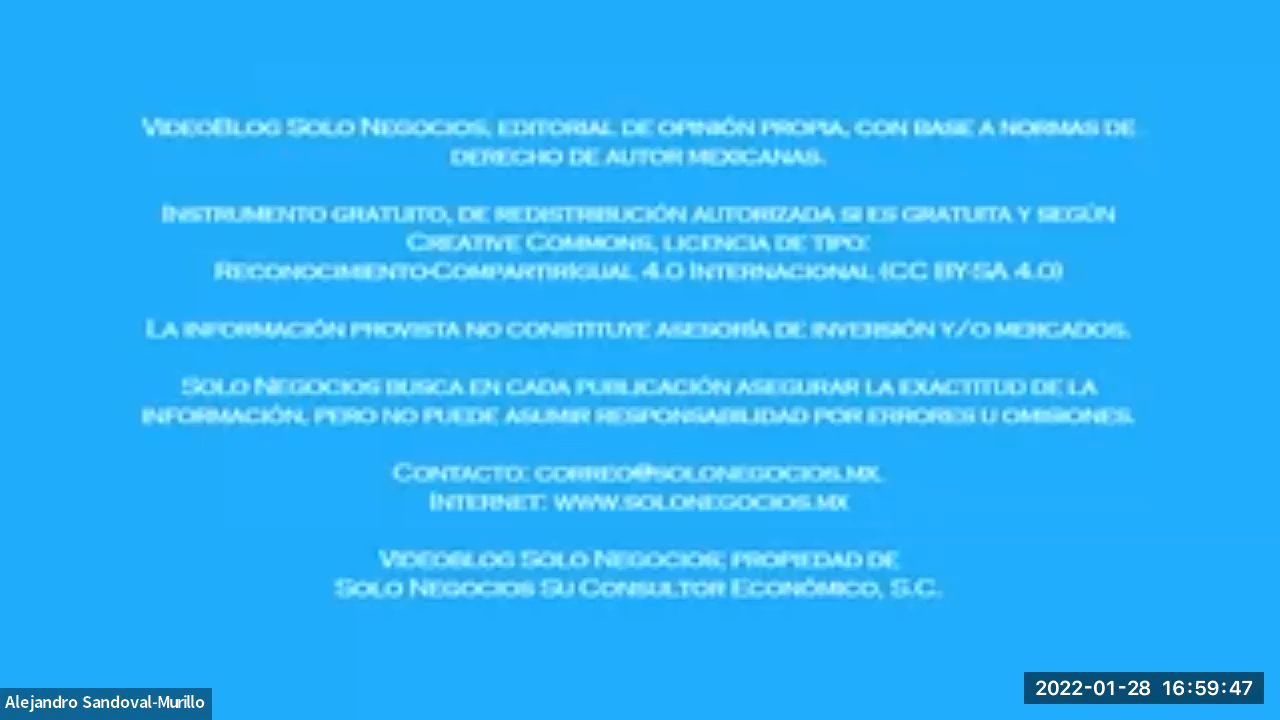 VideoBlog Solo Negocios, editorial de opinión propia, con base a normas de
derecho de autor mexicanas.
Instrumento gratuito, de redistribución autorizada si es gratuita y según
Creative Commons, licencia de tipo:
Reconocimiento-CompartirIgual 4.0 Internacional (CC BY-SA 4.0)
La información provista no constituye asesoría de inversión y/o mercados.
Solo Negocios busca en cada publicación asegurar la exactitud de la
información, pero no puede asumir responsabilidad por errores u omisiones.
Contacto: correo@solonegocios.mx
Internet: www.solonegocios.mx
Videoblog Solo Negocios; propiedad de
Solo Negocios Su Consultor Económico, S.C.
Alejandro Sandoval-Murillo
2022-01-28 16:59:47